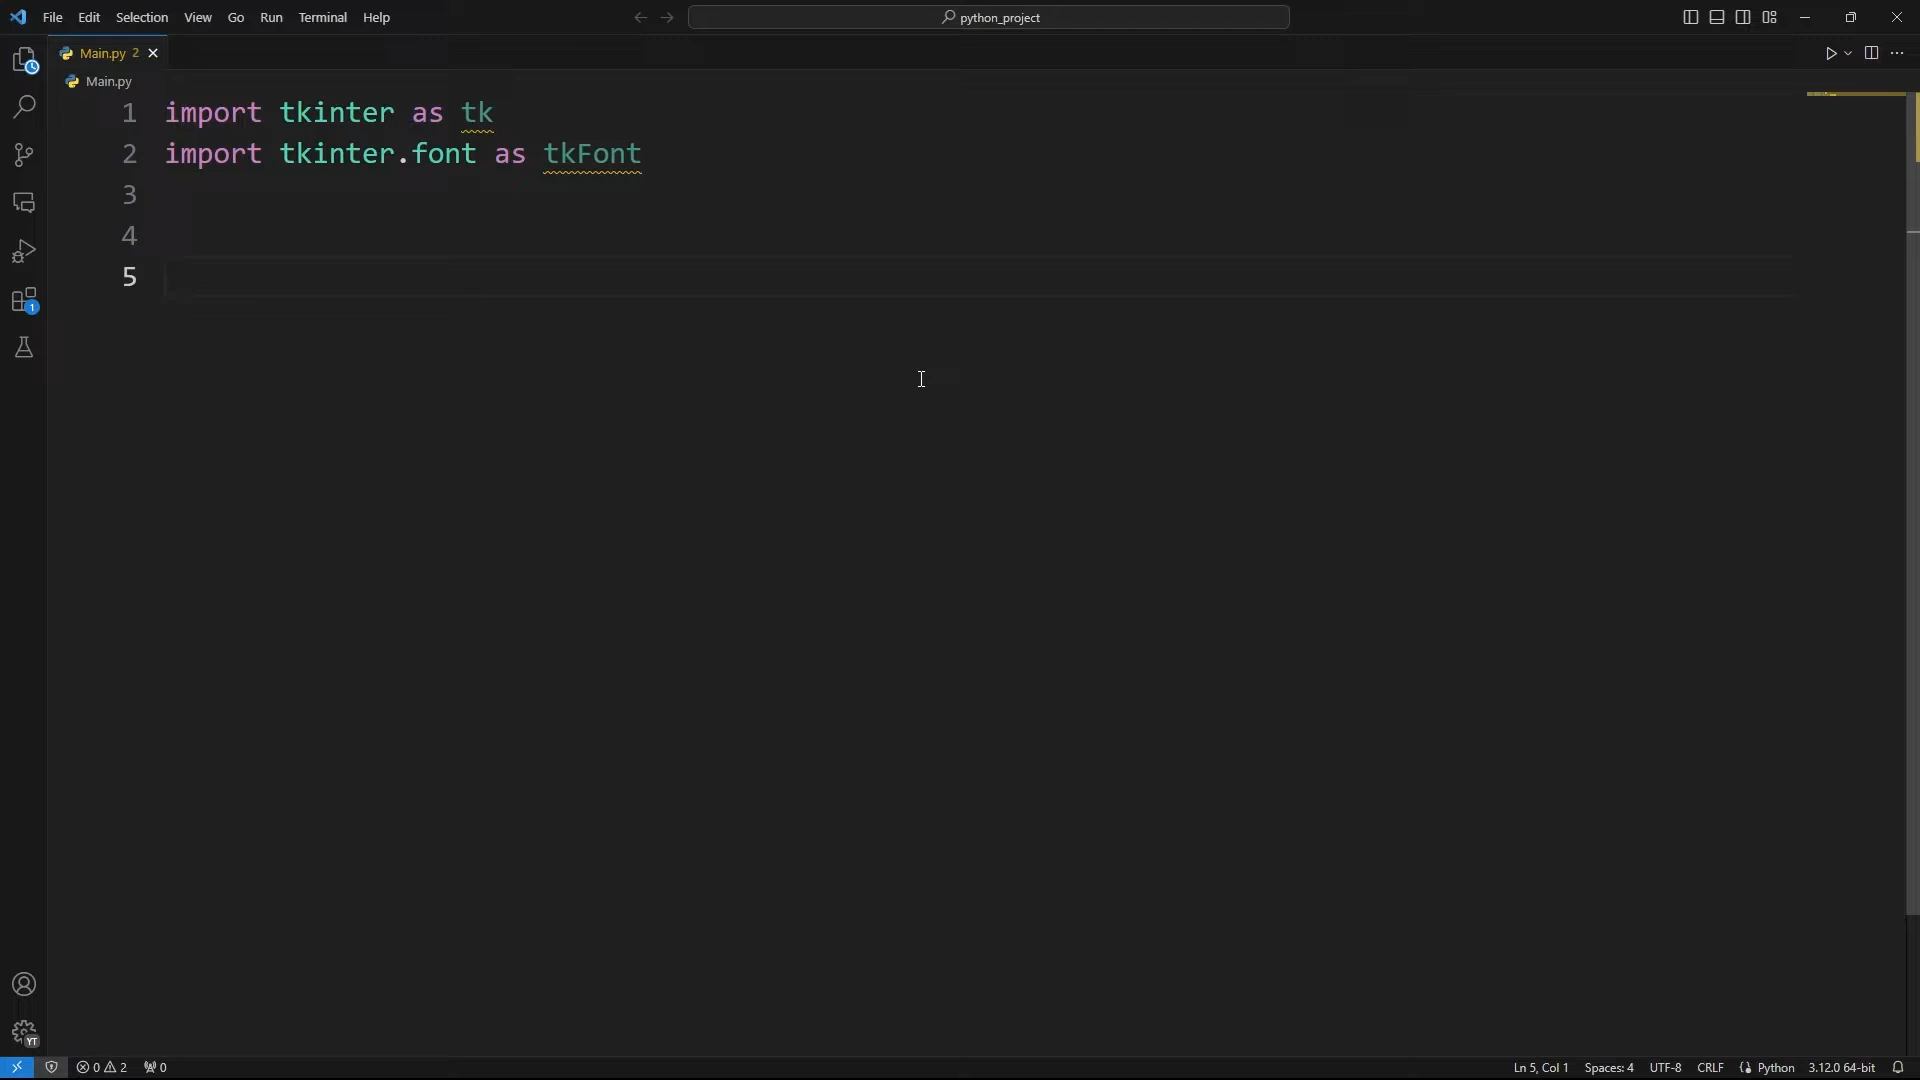 File Edit Selection View Go Run Terminal Help
python_project
Main.py 2
Main.py
1 import tkinter as tk
2 import tkinter.font as tkFont
3
4
5
1
YT
0 2 0
Ln 5, Col 1 Spaces: 4 UTF-8 CRLF Python 3.12.0 64-bit